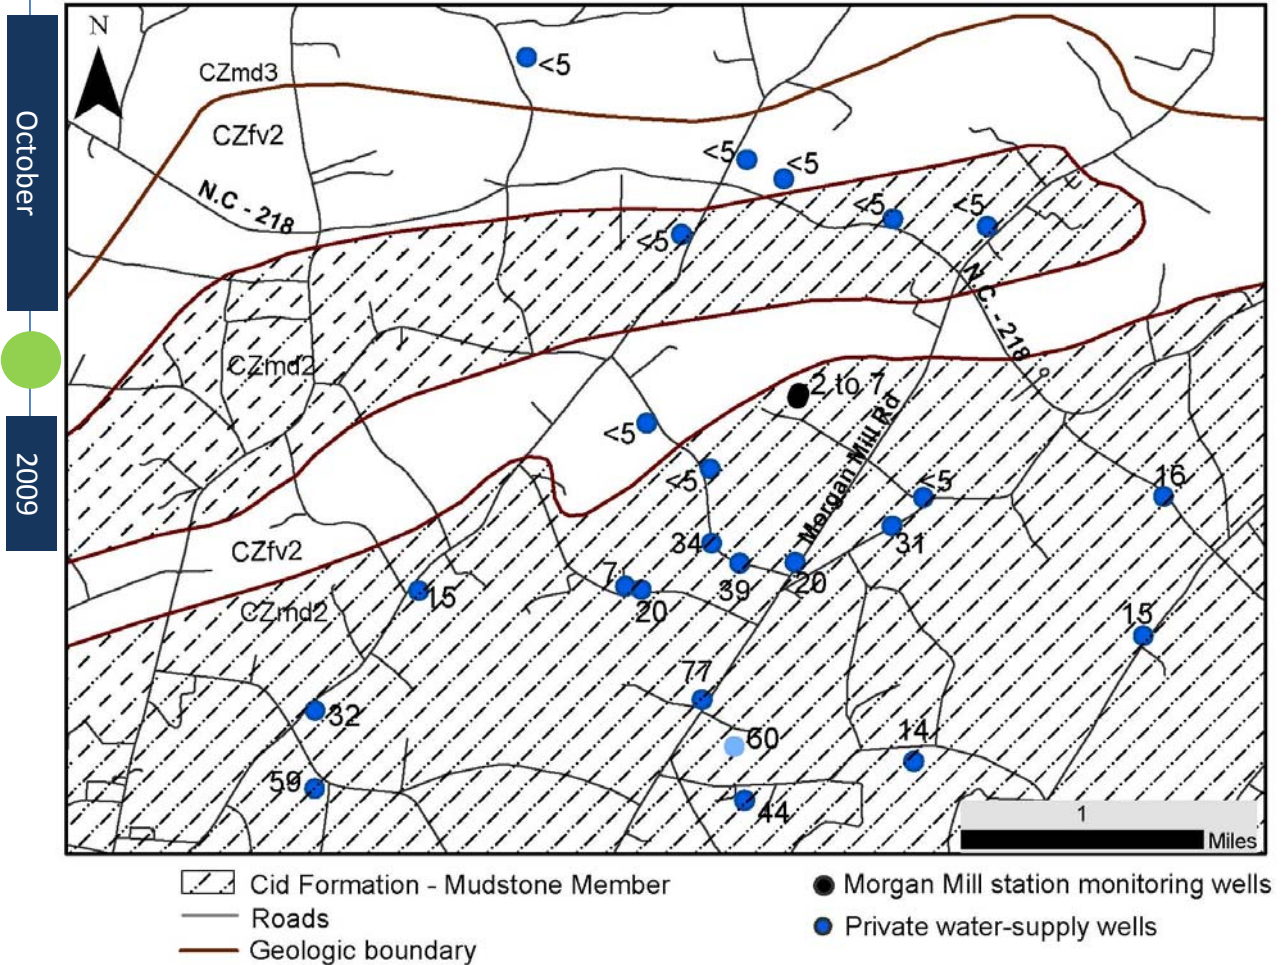 October
2009
N
CZmd3
<5
CZfv2
<5
<5
N.C - 218
<5
<5
<5
N.C. - 218
CZmd2
2 to 7
Morgan Mill Rd
<5
<5
<5
16
34
31
CZfv2
39
20
7
20
15
CZmd2
15
77
32
60
14
59
44
1
Miles
Cid Formation - Mudstone Member
Roads
Geologic boundary
Morgan Mill station monitoring wells
Private water-supply wells